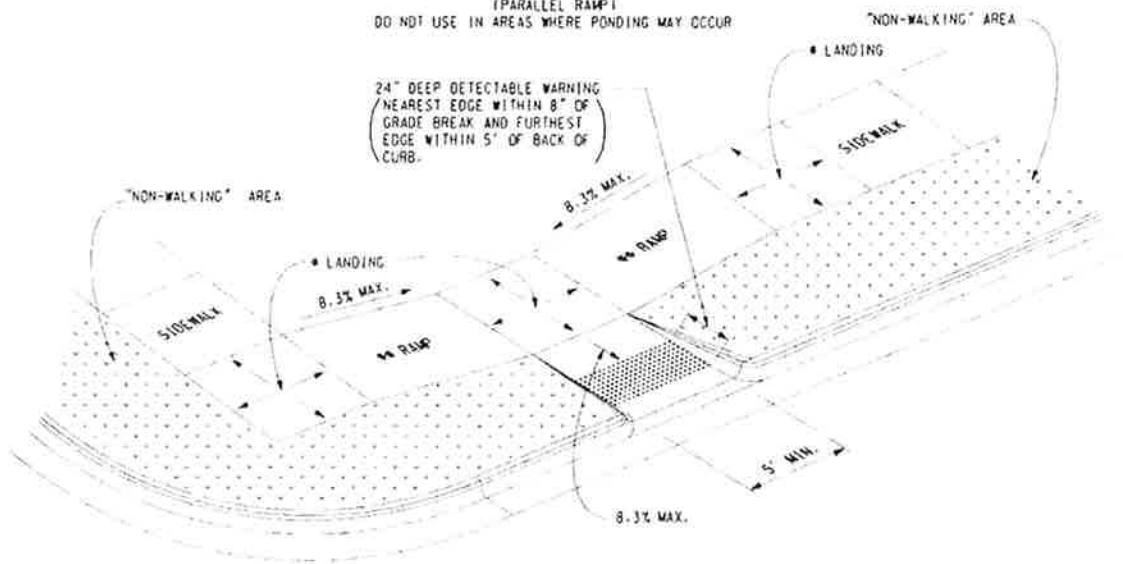 (PARALLEL RAMP)
DO NOT USE IN AREAS WHERE PONDING MAY OCCUR
"NON-WALKING" AREA
* LANDING
24" DEEP DETECTABLE WARNING
(NEAREST EDGE WITHIN 8" OF
GRADE BREAK AND FURTHEST
EDGE WITHIN 5' OF BACK OF
CURB.)
SIDEWALK
8.3% MAX.
** RAMP
"NON-WALKING" AREA
* LANDING
8.3% MAX.
SIDEWALK
** RAMP
5' MIN.
8.3% MAX.